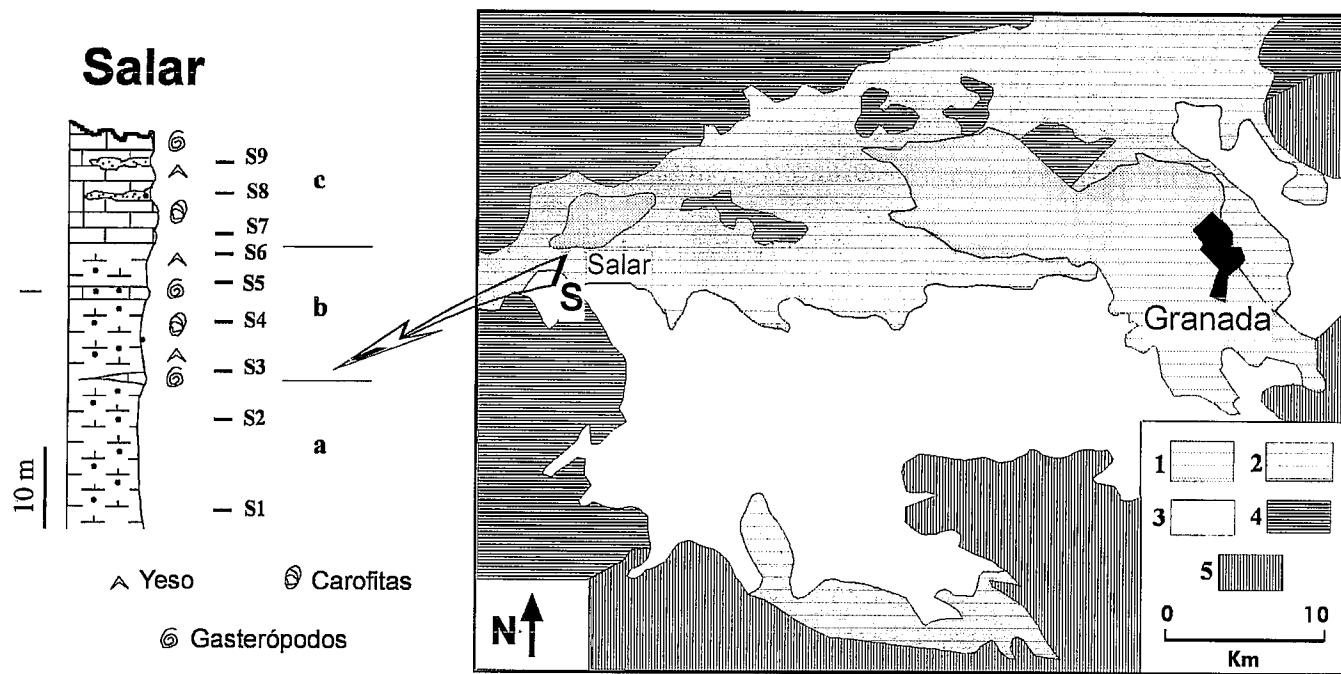 Salar
S9
S8
c
S7
S6
S5
b
S4
S3
S2
a
10 m
S1
Yeso
Carofitas
Gasterópodos
Salar
S
Granada
1
2
3
4
5
0
10
Km
N